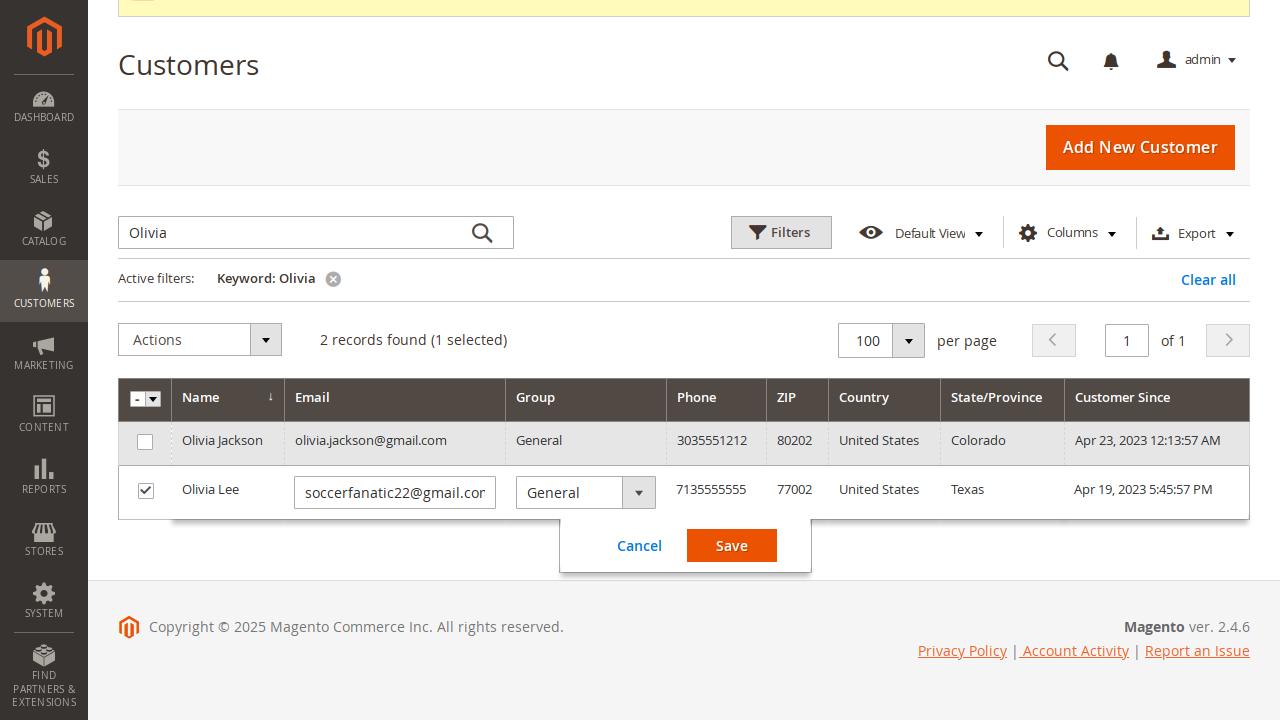 Customers
admin
DASHBOARD
SALES
CATALOG
CUSTOMERS
MARKETING
CONTENT
REPORTS
STORES
SYSTEM
FIND
PARTNERS &
EXTENSIONS
Add New Customer
Olivia
Filters
Default View
Columns
Export
Active filters: Keyword: Olivia
Clear all
Actions
2 records found (1 selected)
100 per page
1 of 1
- Name ↓ Email Group Phone ZIP Country State/Province Customer Since
Olivia Jackson olivia.jackson@gmail.com General 3035551212 80202 United States Colorado Apr 23, 2023 12:13:57 AM
Olivia Lee soccerfanatic22@gmail.cor General 7135555555 77002 United States Texas Apr 19, 2023 5:45:57 PM
Cancel Save
Copyright © 2025 Magento Commerce Inc. All rights reserved.
Magento ver. 2.4.6
Privacy Policy | Account Activity | Report an Issue